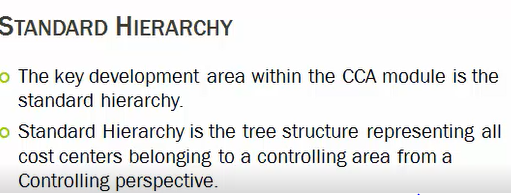 STANDARD HIERARCHY
The key development area within the CCA module is the
standard hierarchy.
Standard Hierarchy is the tree structure representing all
cost centers belonging to a controlling area from a
Controlling perspective.